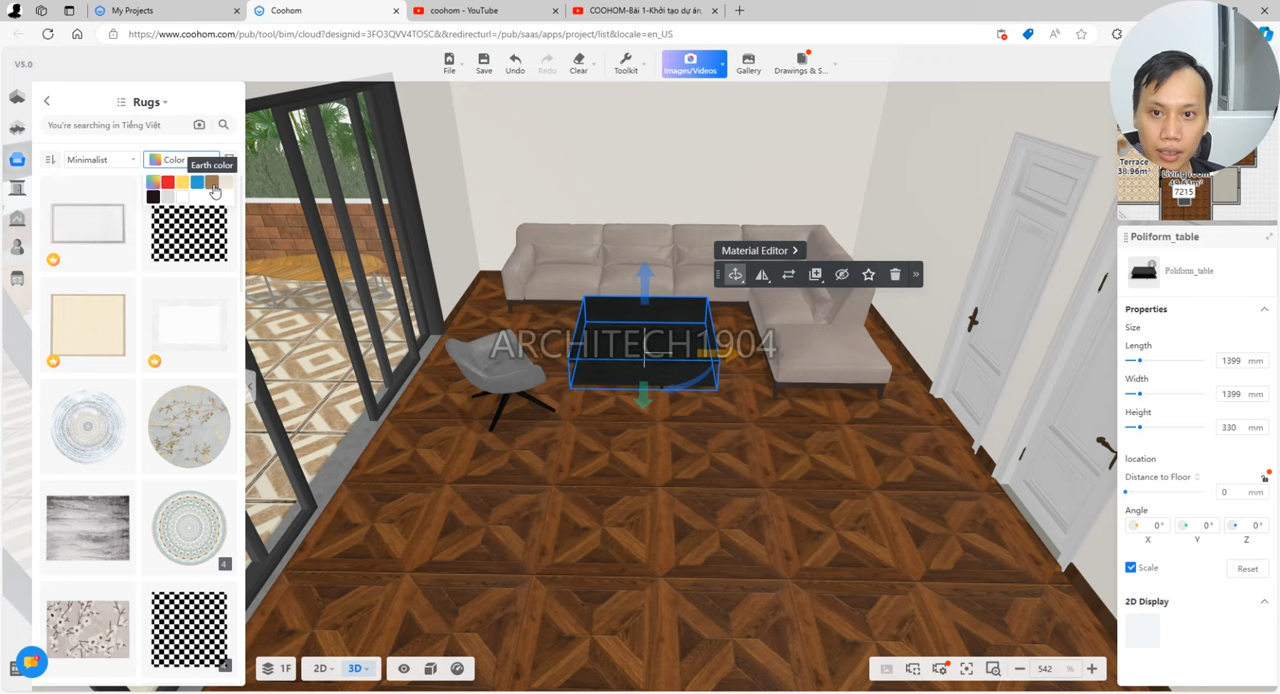 My Projects
Coohom
coohom - YouTube
COOHOM-Bài 1-Khởi tạo dự án,
https://www.coohom.com/pub/tool/bim/cloud?designid=3FO3QVV4TOSC&&redirecturl=/pub/saas/apps/project/list&locale=en_US
V5.0
File
Save
Undo
Redo
Clear
Toolkit
Images/Videos
Gallery
Drawings & S...
Rugs
You're searching in Tiếng Việt
Minimalist
Color
Earth color
4
Material Editor >
ARCHITECH1904
Terrace
38.96m²
Living room
7215
Poliform_table
Poliform_table
Properties
Size
Length
1399 mm
Width
1399 mm
Height
330 mm
location
Distance to Floor
0 mm
Angle
0° 0° 0°
X Y Z
Scale
Reset
2D Display
1F
2D
3D
542 %